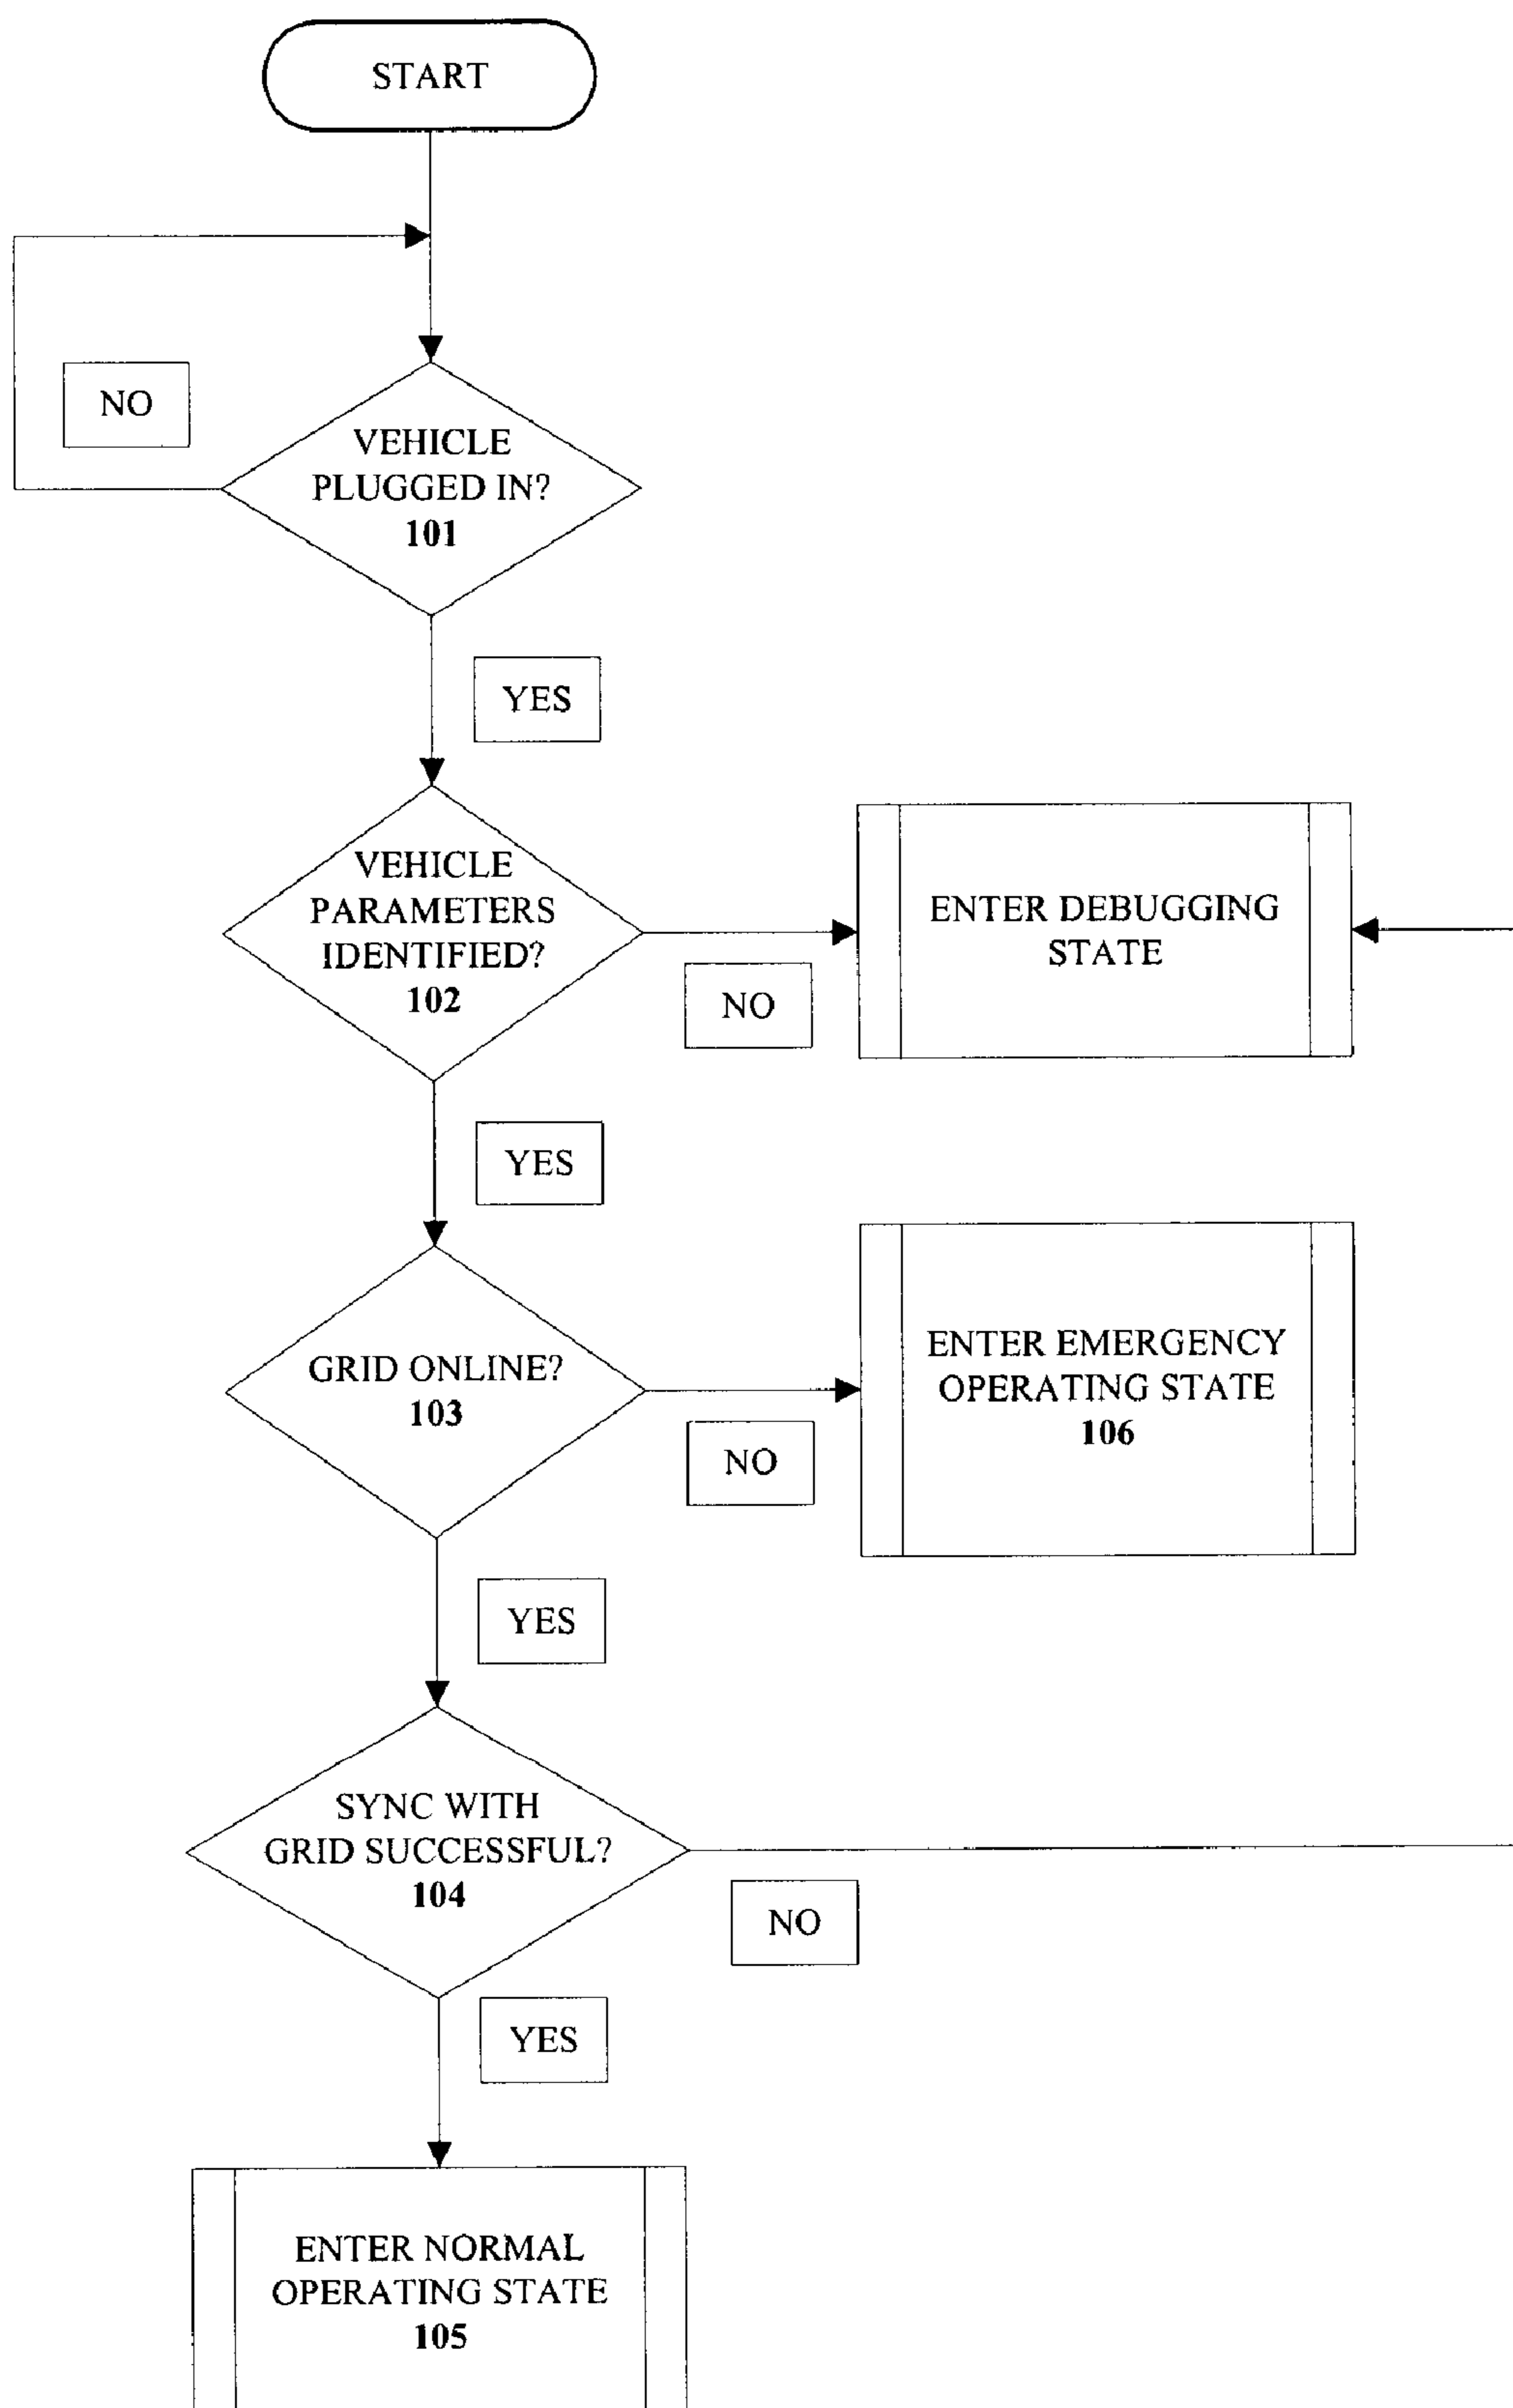 START
NO
VEHICLE
PLUGGED IN?
101
YES
VEHICLE
PARAMETERS
IDENTIFIED?
102
NO
ENTER DEBUGGING
STATE
YES
GRID ONLINE?
103
NO
ENTER EMERGENCY
OPERATING STATE
106
YES
SYNC WITH
GRID SUCCESSFUL?
104
NO
YES
ENTER NORMAL
OPERATING STATE
105